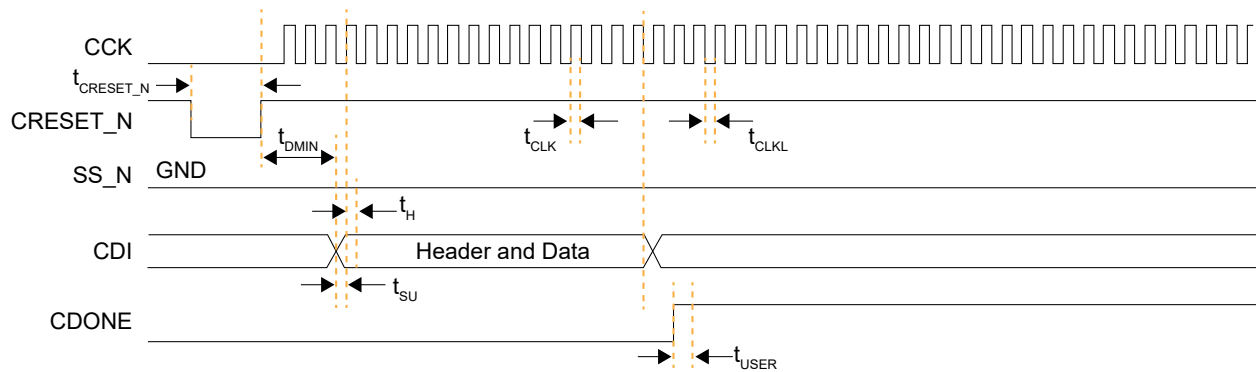 CCK
tCRESET_N
CRESET_N
tDMIN
tCLK
tCLKL
SS_N
GND
tH
CDI
Header and Data
tSU
CDONE
tUSER